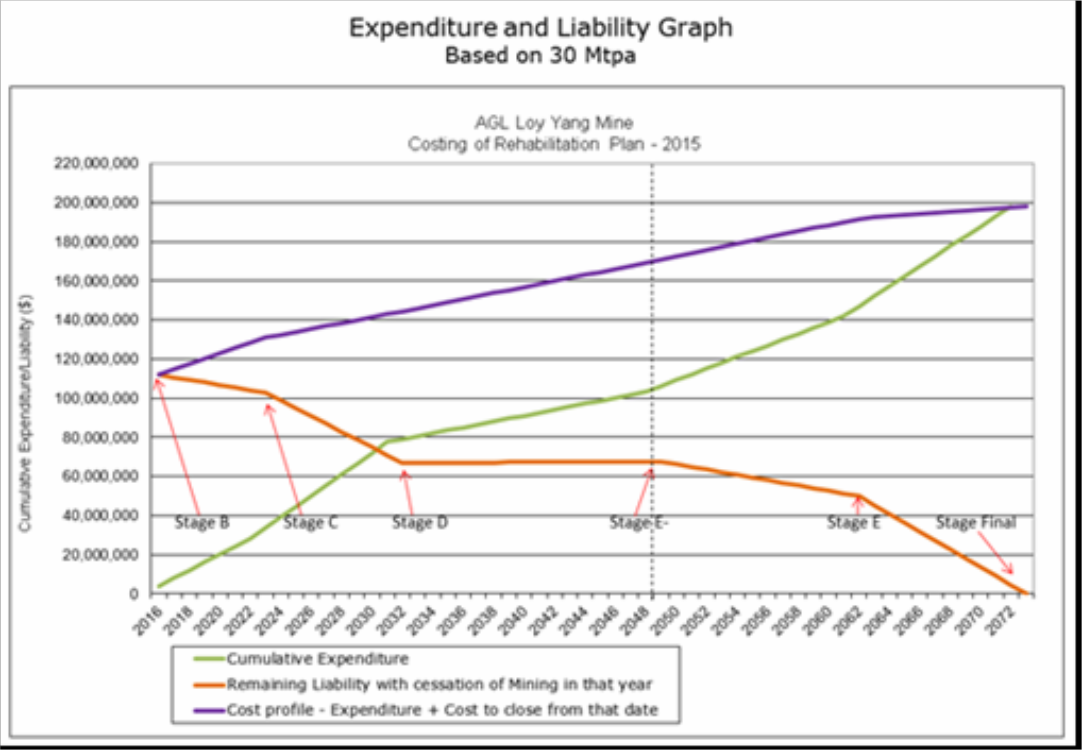 Expenditure and Liability Graph
Based on 30 Mtpa
AGL Loy Yang Mine
Costing of Rehabilitation Plan - 2015
Cumulative Expenditure/Liability ($)
220,000,000
200,000,000
180,000,000
160,000,000
140,000,000
120,000,000
100,000,000
80,000,000
60,000,000
40,000,000
20,000,000
0
Stage B
Stage C
Stage D
Stage E-
Stage E
Stage Final
2016 2018 2020 2022 2024 2026 2028 2030 2032 2034 2036 2038 2040 2042 2044 2046 2048 2050 2052 2054 2056 2058 2060 2062 2064 2066 2068 2070 2072
Cumulative Expenditure
Remaining Liability with cessation of Mining in that year
Cost profile - Expenditure + Cost to close from that date